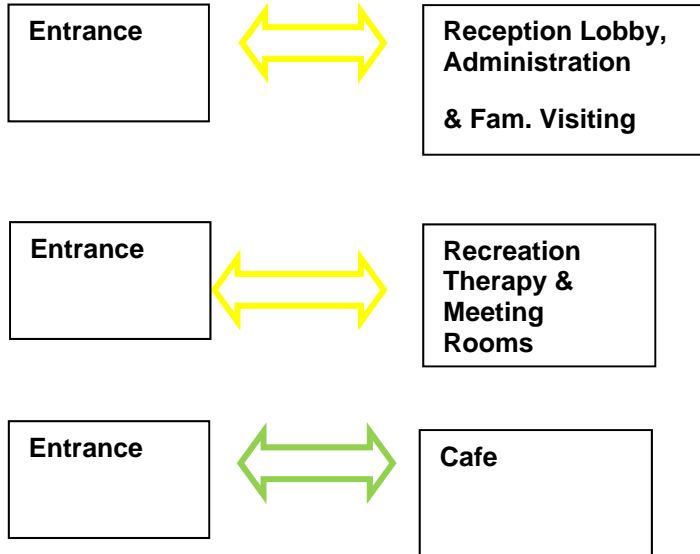 Entrance
Reception Lobby,
Administration
& Fam. Visiting
Entrance
Recreation
Therapy &
Meeting
Rooms
Entrance
Cafe